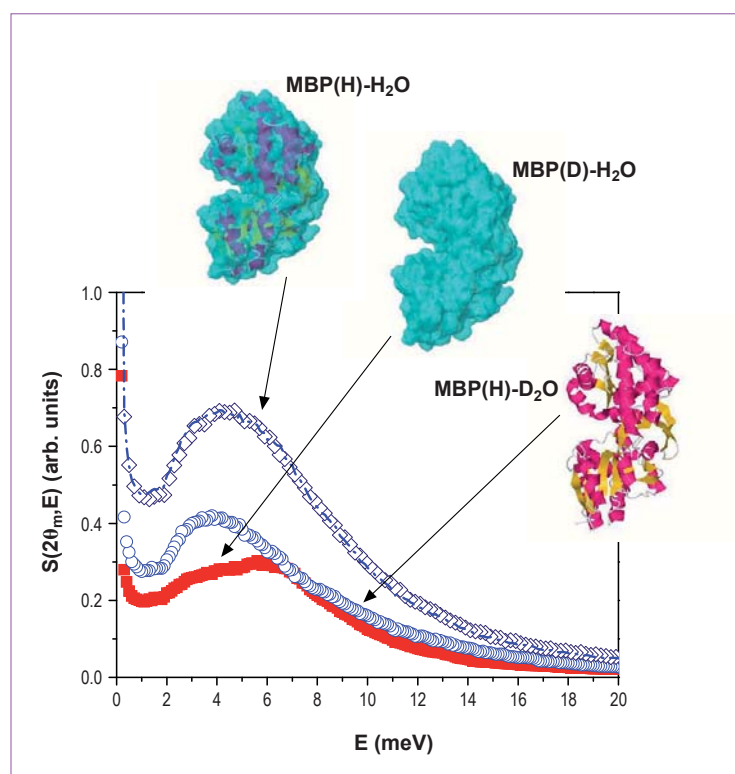 MBP(H)-H₂O
MBP(D)-H₂O
MBP(H)-D₂O
S(2θₘ,E) (arb. units)
1.0
0.8
0.6
0.4
0.2
0.0
0 2 4 6 8 10 12 14 16 18 20
E (meV)